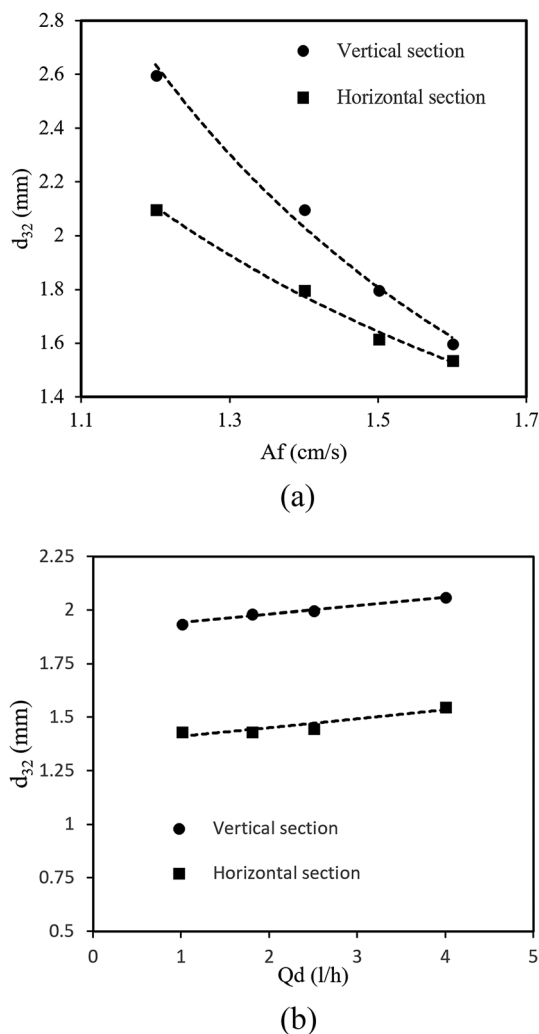 2.8
2.6
2.4
2.2
2
1.8
1.6
1.4
d32 (mm)
Vertical section
Horizontal section
1.1 1.3 1.5 1.7
Af (cm/s)
(a)
2.25
2
1.75
1.5
1.25
1
0.75
0.5
d32 (mm)
Vertical section
Horizontal section
0 1 2 3 4 5
Qd (l/h)
(b)